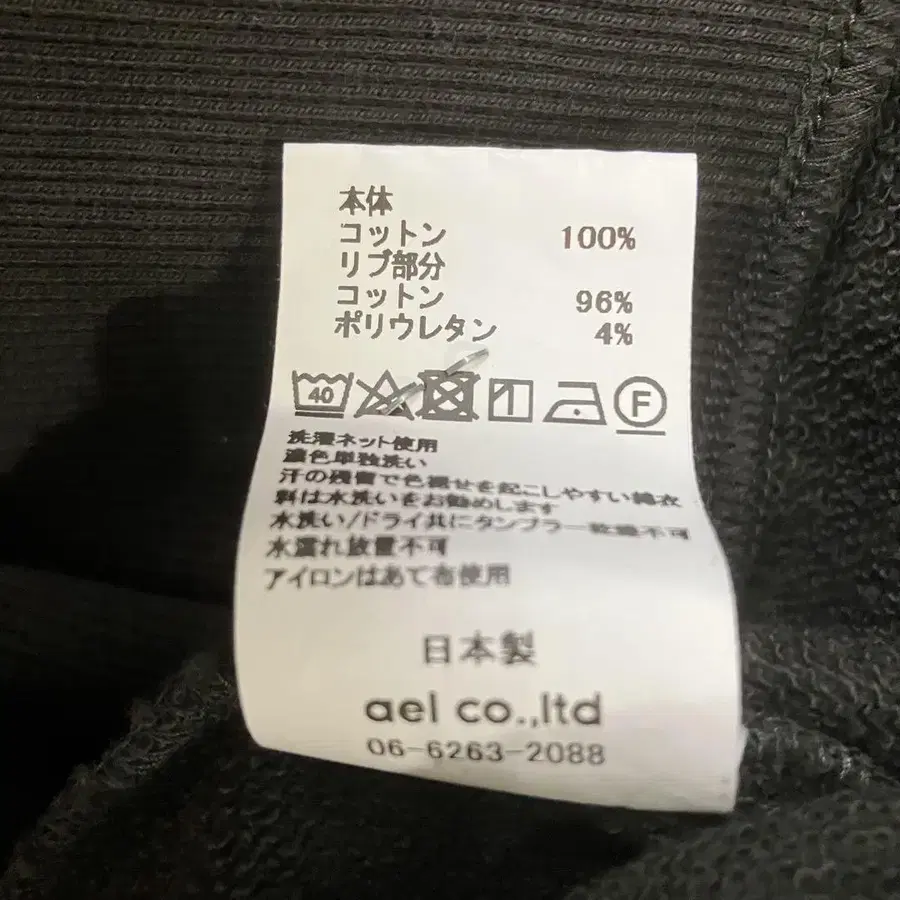 本体
コットン 100%
リブ部分
コットン 96%
ポリウレタン 4%
40 F
洗濯ネット使用
濃色単独洗い
汗の残留で色褪せを起こしやすい為衣
料は水洗いをお勧めします
水洗い/ドライ共にタンブラー乾燥不可
水濡れ放置不可
アイロンはあて布使用
日本製
ael co.,ltd
06-6263-2088